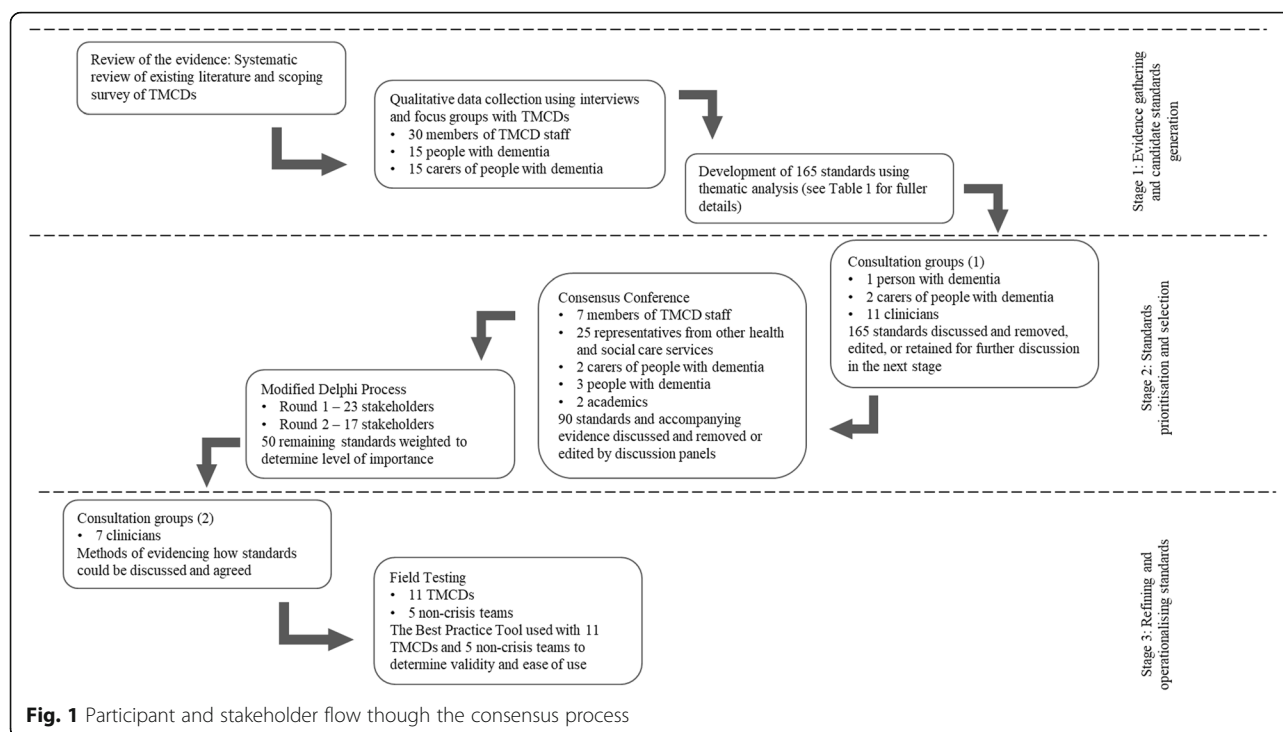 Review of the evidence: Systematic
review of existing literature and scoping
survey of TMCDs
Qualitative data collection using interviews
and focus groups with TMCDs
• 30 members of TMCD staff
• 15 people with dementia
• 15 carers of people with dementia
Development of 165 standards using
thematic analysis (see Table 1 for fuller
details)
Stage 1: Evidence gathering
and candidate standards
generation
Consultation groups (1)
• 1 person with dementia
• 2 carers of people with dementia
• 11 clinicians
165 standards discussed and removed,
edited, or retained for further discussion
in the next stage
Consensus Conference
• 7 members of TMCD staff
• 25 representatives from other health
and social care services
• 2 carers of people with dementia
• 3 people with dementia
• 2 academics
90 standards and accompanying
evidence discussed and removed or
edited by discussion panels
Modified Delphi Process
• Round 1 – 23 stakeholders
• Round 2 – 17 stakeholders
50 remaining standards weighted to
determine level of importance
Stage 2: Standards
prioritisation and selection
Consultation groups (2)
• 7 clinicians
Methods of evidencing how standards
could be discussed and agreed
Field Testing
• 11 TMCDs
• 5 non-crisis teams
The Best Practice Tool used with 11
TMCDs and 5 non-crisis teams to
determine validity and ease of use
Stage 3: Refining and
operationalising standards
Fig. 1 Participant and stakeholder flow though the consensus process